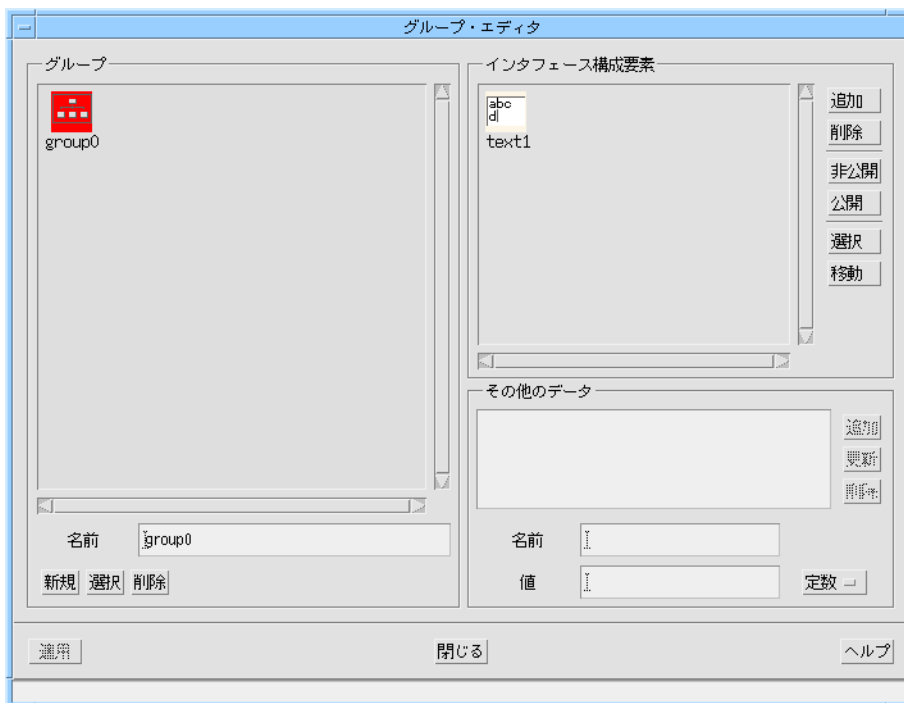 グループ・エディタ
グループ
group0
名前
group0
新規 選択 削除
インタフェース構成要素
abc
d
text1
追加
削除
非公開
公開
選択
移動
その他のデータ
追加
更新
削除
名前
値
定数
適用
閉じる
ヘルプ